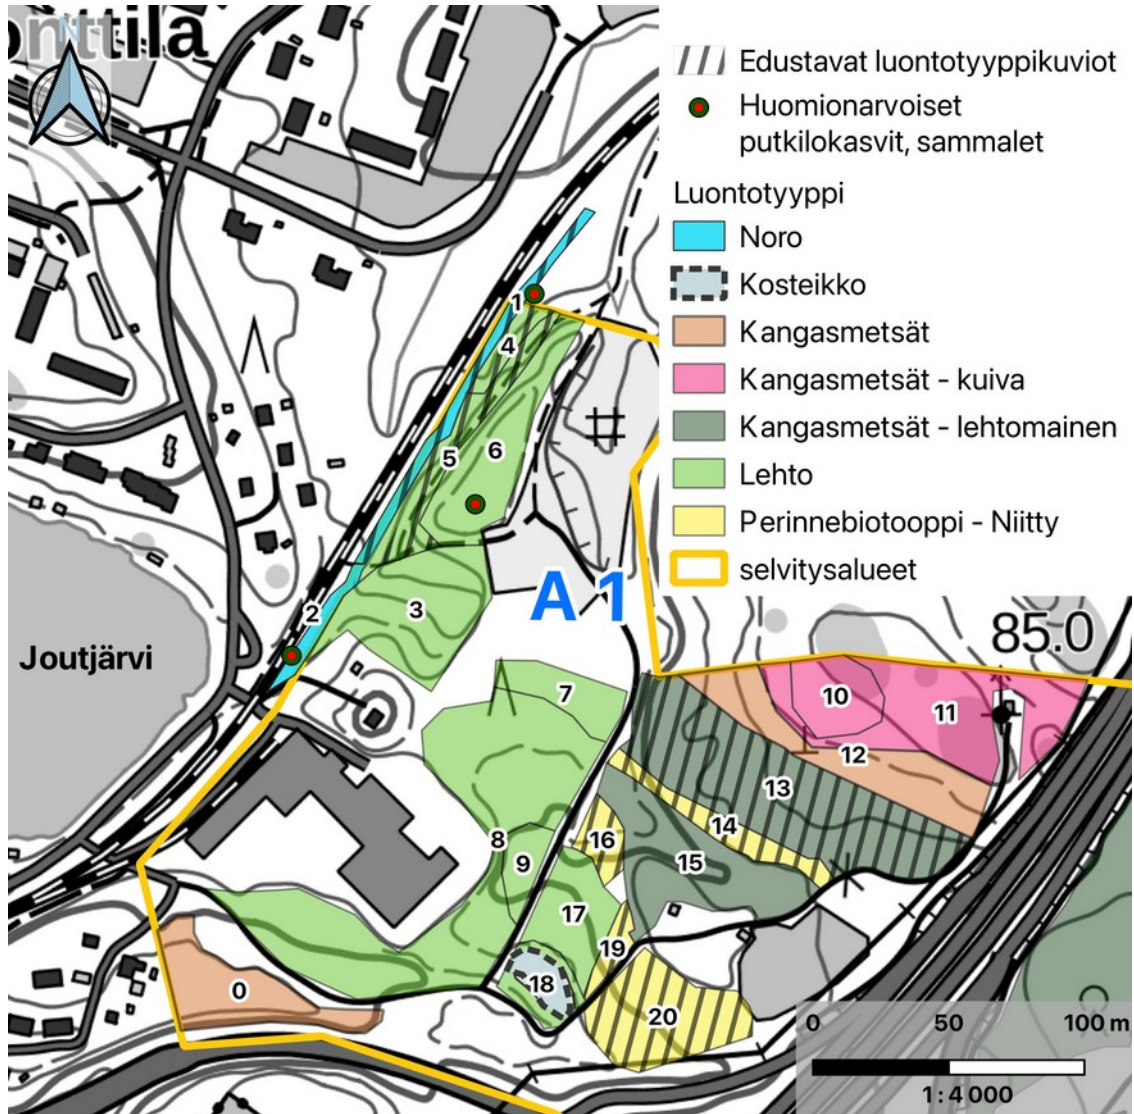 onttila
N
Edustavat luontotyyppikuviot
Huomionarvoiset
putkilokasvit, sammalet
Luontotyyppi
Noro
Kosteikko
Kangasmetsät
Kangasmetsät - kuiva
Kangasmetsät - lehtomainen
Lehto
Perinnebiotooppi - Niitty
selvitysalueet
1
4
5
6
2
3
A 1
Joutjärvi
85.0
7
10
11
12
13
14
8
9
16
15
17
19
18
0
20
0 50 100 m
1:4 000